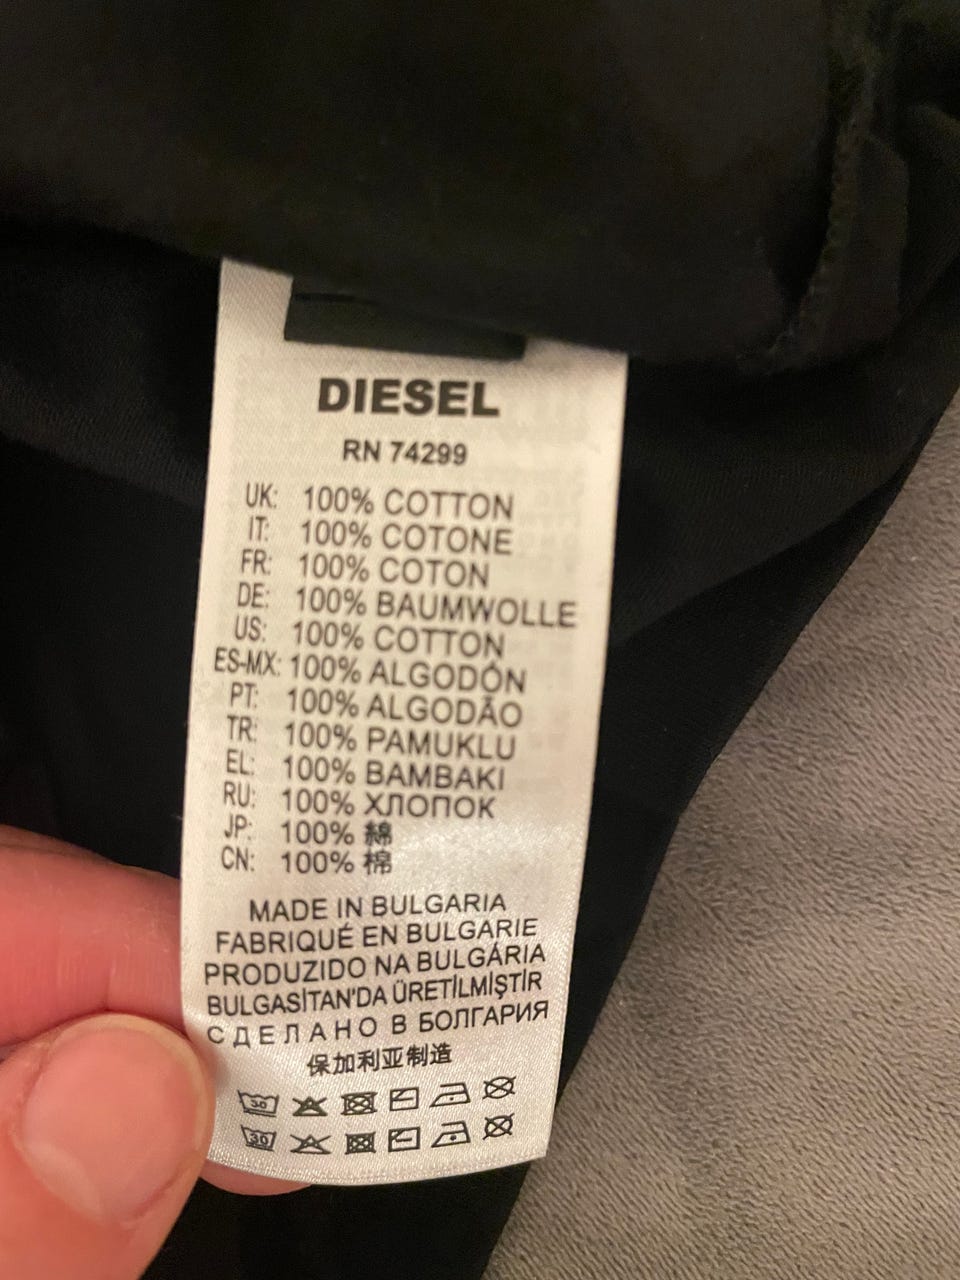 DIESEL
RN 74299
UK: 100% COTTON
IT: 100% COTONE
FR: 100% COTON
DE: 100% BAUMWOLLE
US: 100% COTTON
ES-MX: 100% ALGODÓN
PT: 100% ALGODÃO
TR: 100% PAMUKLU
EL: 100% BAMBAKI
RU: 100% ХЛОПОК
JP: 100% 綿
CN: 100% 棉
MADE IN BULGARIA
FABRIQUÉ EN BULGARIE
PRODUZIDO NA BULGÁRIA
BULGASİTAN'DA ÜRETİLMİŞTİR
СДЕЛАНО В БОЛГАРИЯ
保加利亚制造
30
30